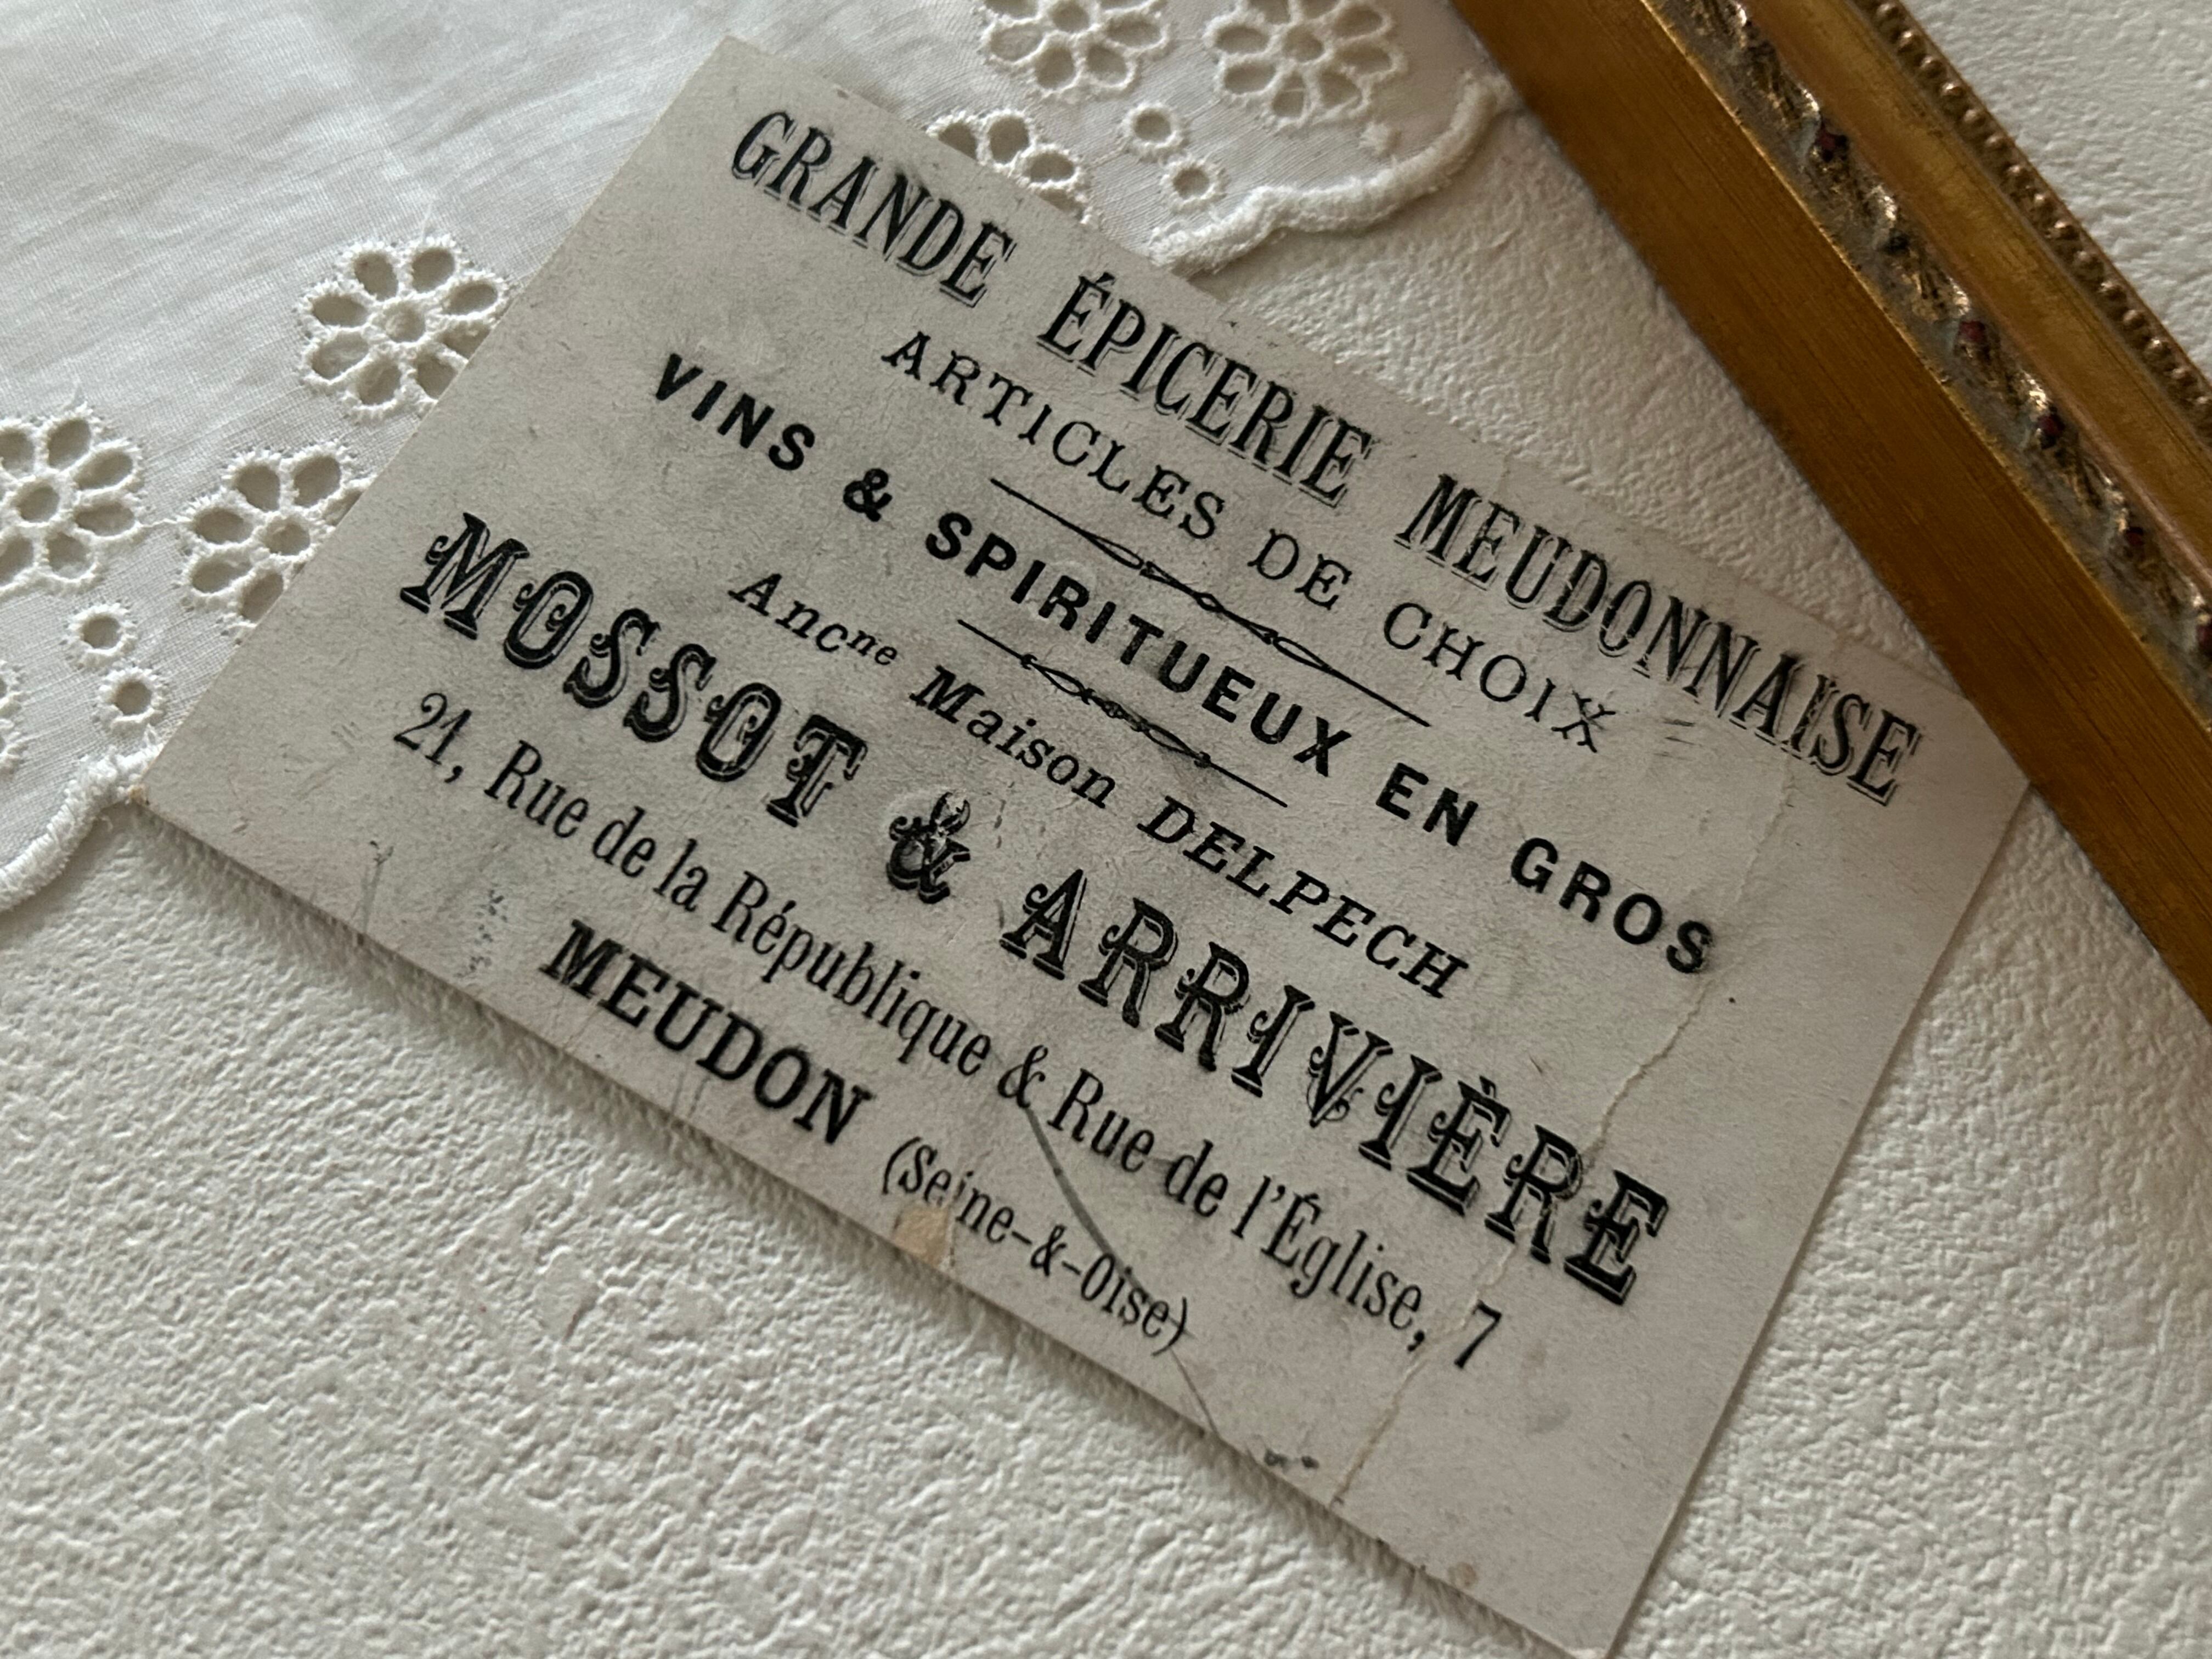 GRANDE ÉPICERIE MEUDONNAISE
ARTICLES DE CHOIX
VINS & SPIRITUEUX EN GROS
Ancne Maison DELPECH
MOSSOT & ARRIVIÈRE
21, Rue de la République & Rue de l'Église, 7
MEUDON (Seine-&-Oise)